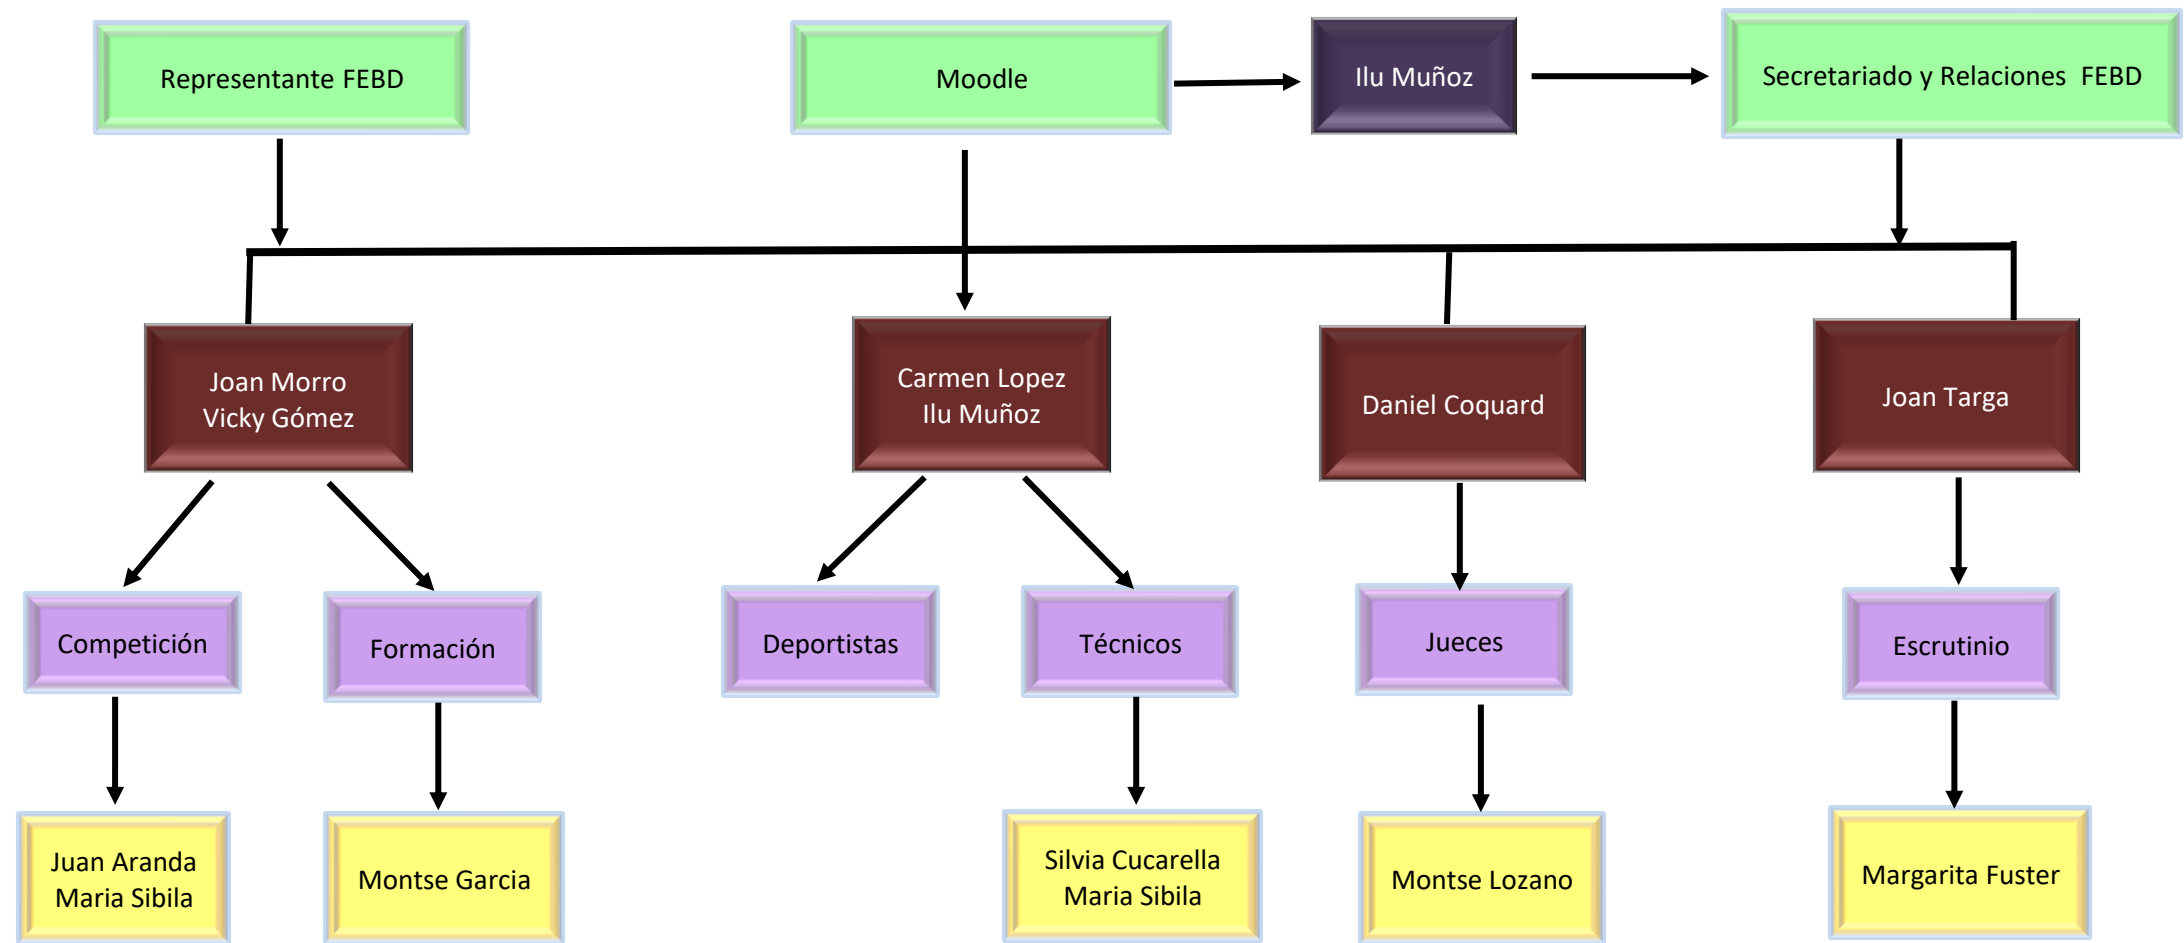 Representante FEBD
Moodle
Ilu Muñoz
Secretariado y Relaciones  FEBD
Joan Morro
Vicky Gómez
Carmen Lopez
Ilu Muñoz
Daniel Coquard
Joan Targa
Competición
Formación
Deportistas
Técnicos
Jueces
Escrutinio
Juan Aranda
Maria Sibila
Montse Garcia
Silvia Cucarella
Maria Sibila
Montse Lozano
Margarita Fuster